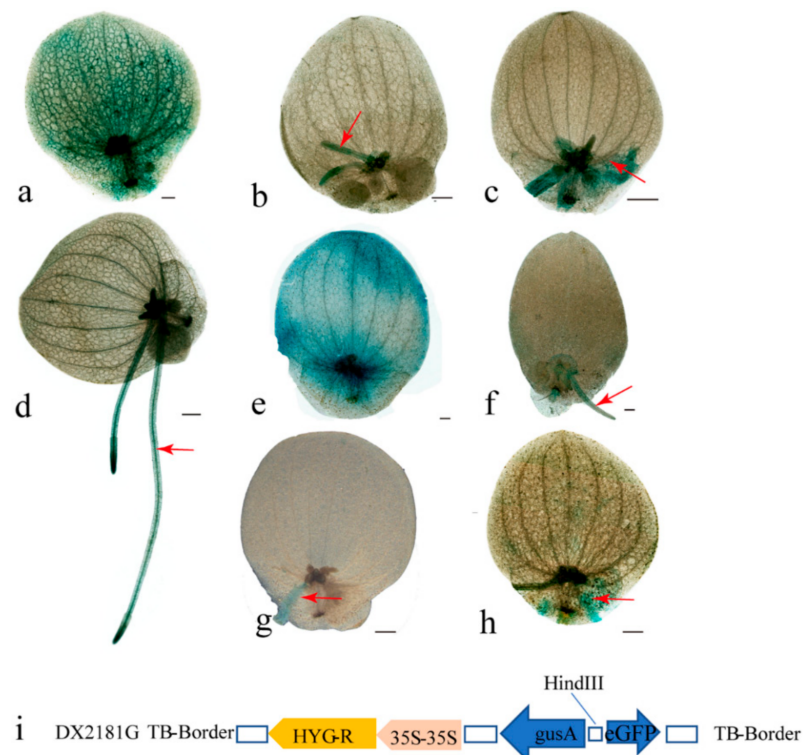 a
b
c
d
e
f
g
h
HindIII
i DX2181G TB-Border HYG-R 35S-35S gusA eGFP TB-Border